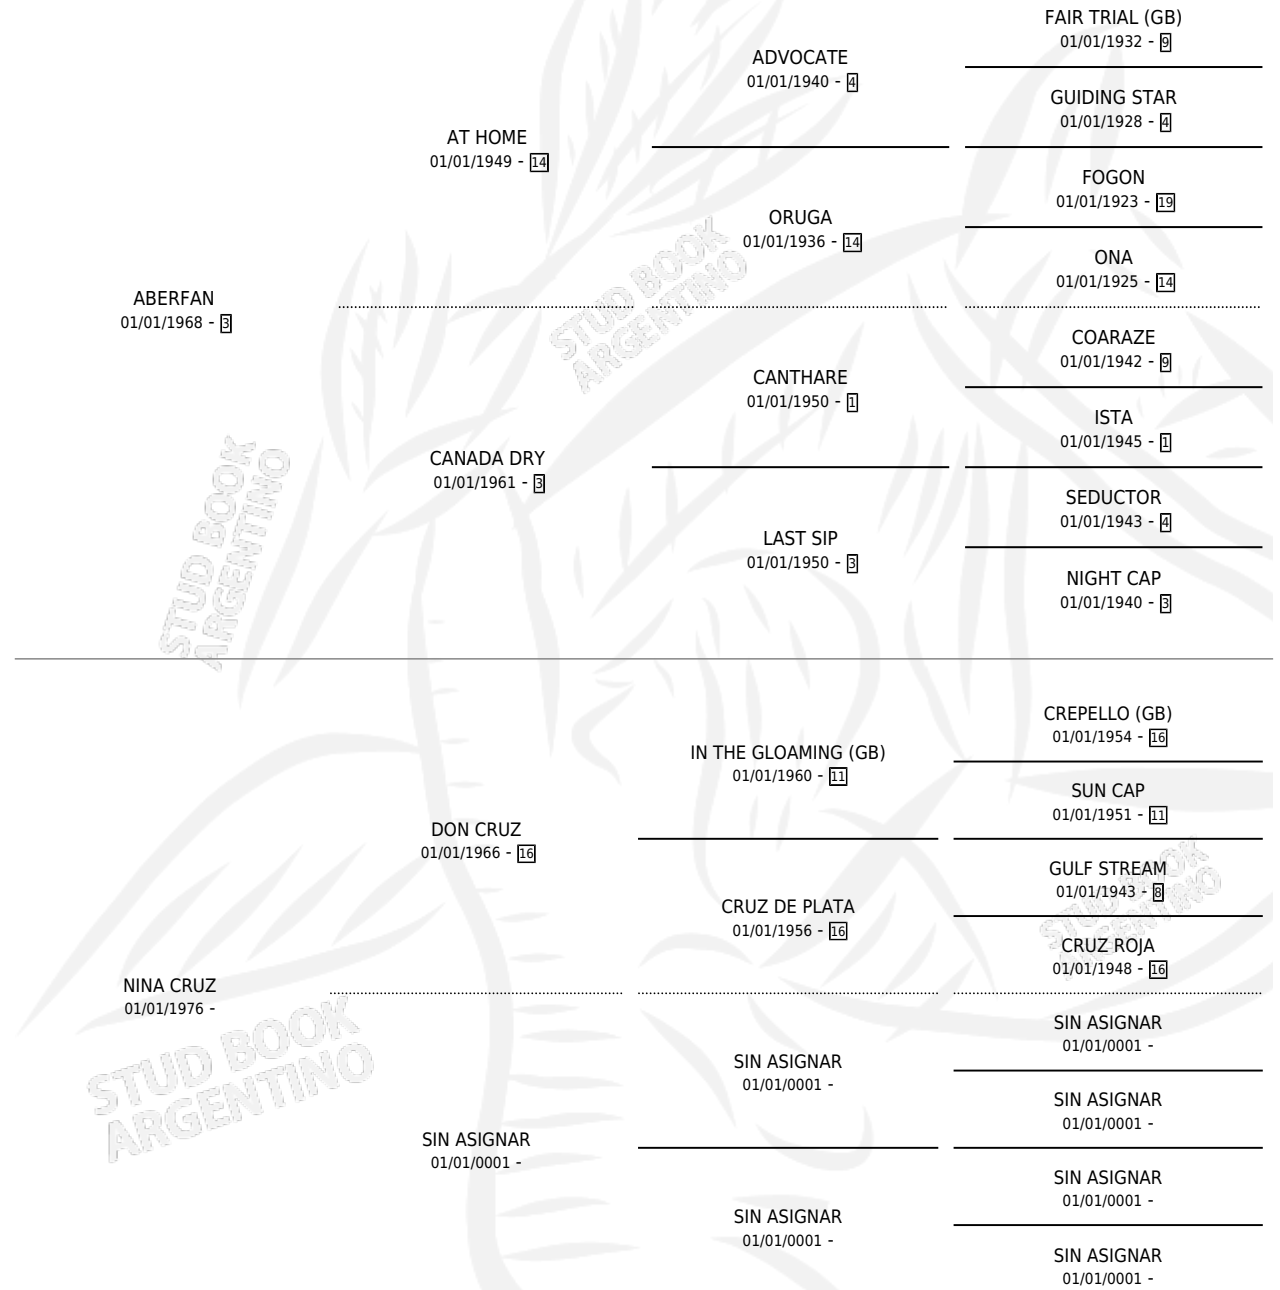 FAIR TRIAL (GB)
01/01/1932 - 9
ADVOCATE
01/01/1940 - 4
GUIDING STAR
01/01/1928 - 4
AT HOME
01/01/1949 - 14
FOGON
01/01/1923 - 19
ORUGA
01/01/1936 - 14
ONA
01/01/1925 - 14
ABERFAN
01/01/1968 - 3
COARAZE
01/01/1942 - 9
CANTHARE
01/01/1950 - 1
ISTA
01/01/1945 - 1
CANADA DRY
01/01/1961 - 3
SEDUCTOR
01/01/1943 - 4
LAST SIP
01/01/1950 - 3
NIGHT CAP
01/01/1940 - 3
STUD BOOK
ARGENTINO
STUD BOOK
ARGENTINO
CREPELLO (GB)
01/01/1954 - 16
IN THE GLOAMING (GB)
01/01/1960 - 11
SUN CAP
01/01/1951 - 11
DON CRUZ
01/01/1966 - 16
GULF STREAM
01/01/1943 - 8
CRUZ DE PLATA
01/01/1956 - 16
CRUZ ROJA
01/01/1948 - 16
STUD BOOK
ARGENTINO
NINA CRUZ
01/01/1976 -
SIN ASIGNAR
01/01/0001 -
SIN ASIGNAR
01/01/0001 -
SIN ASIGNAR
01/01/0001 -
SIN ASIGNAR
01/01/0001 -
SIN ASIGNAR
01/01/0001 -
SIN ASIGNAR
01/01/0001 -
SIN ASIGNAR
01/01/0001 -
STUD BOOK
ARGENTINO